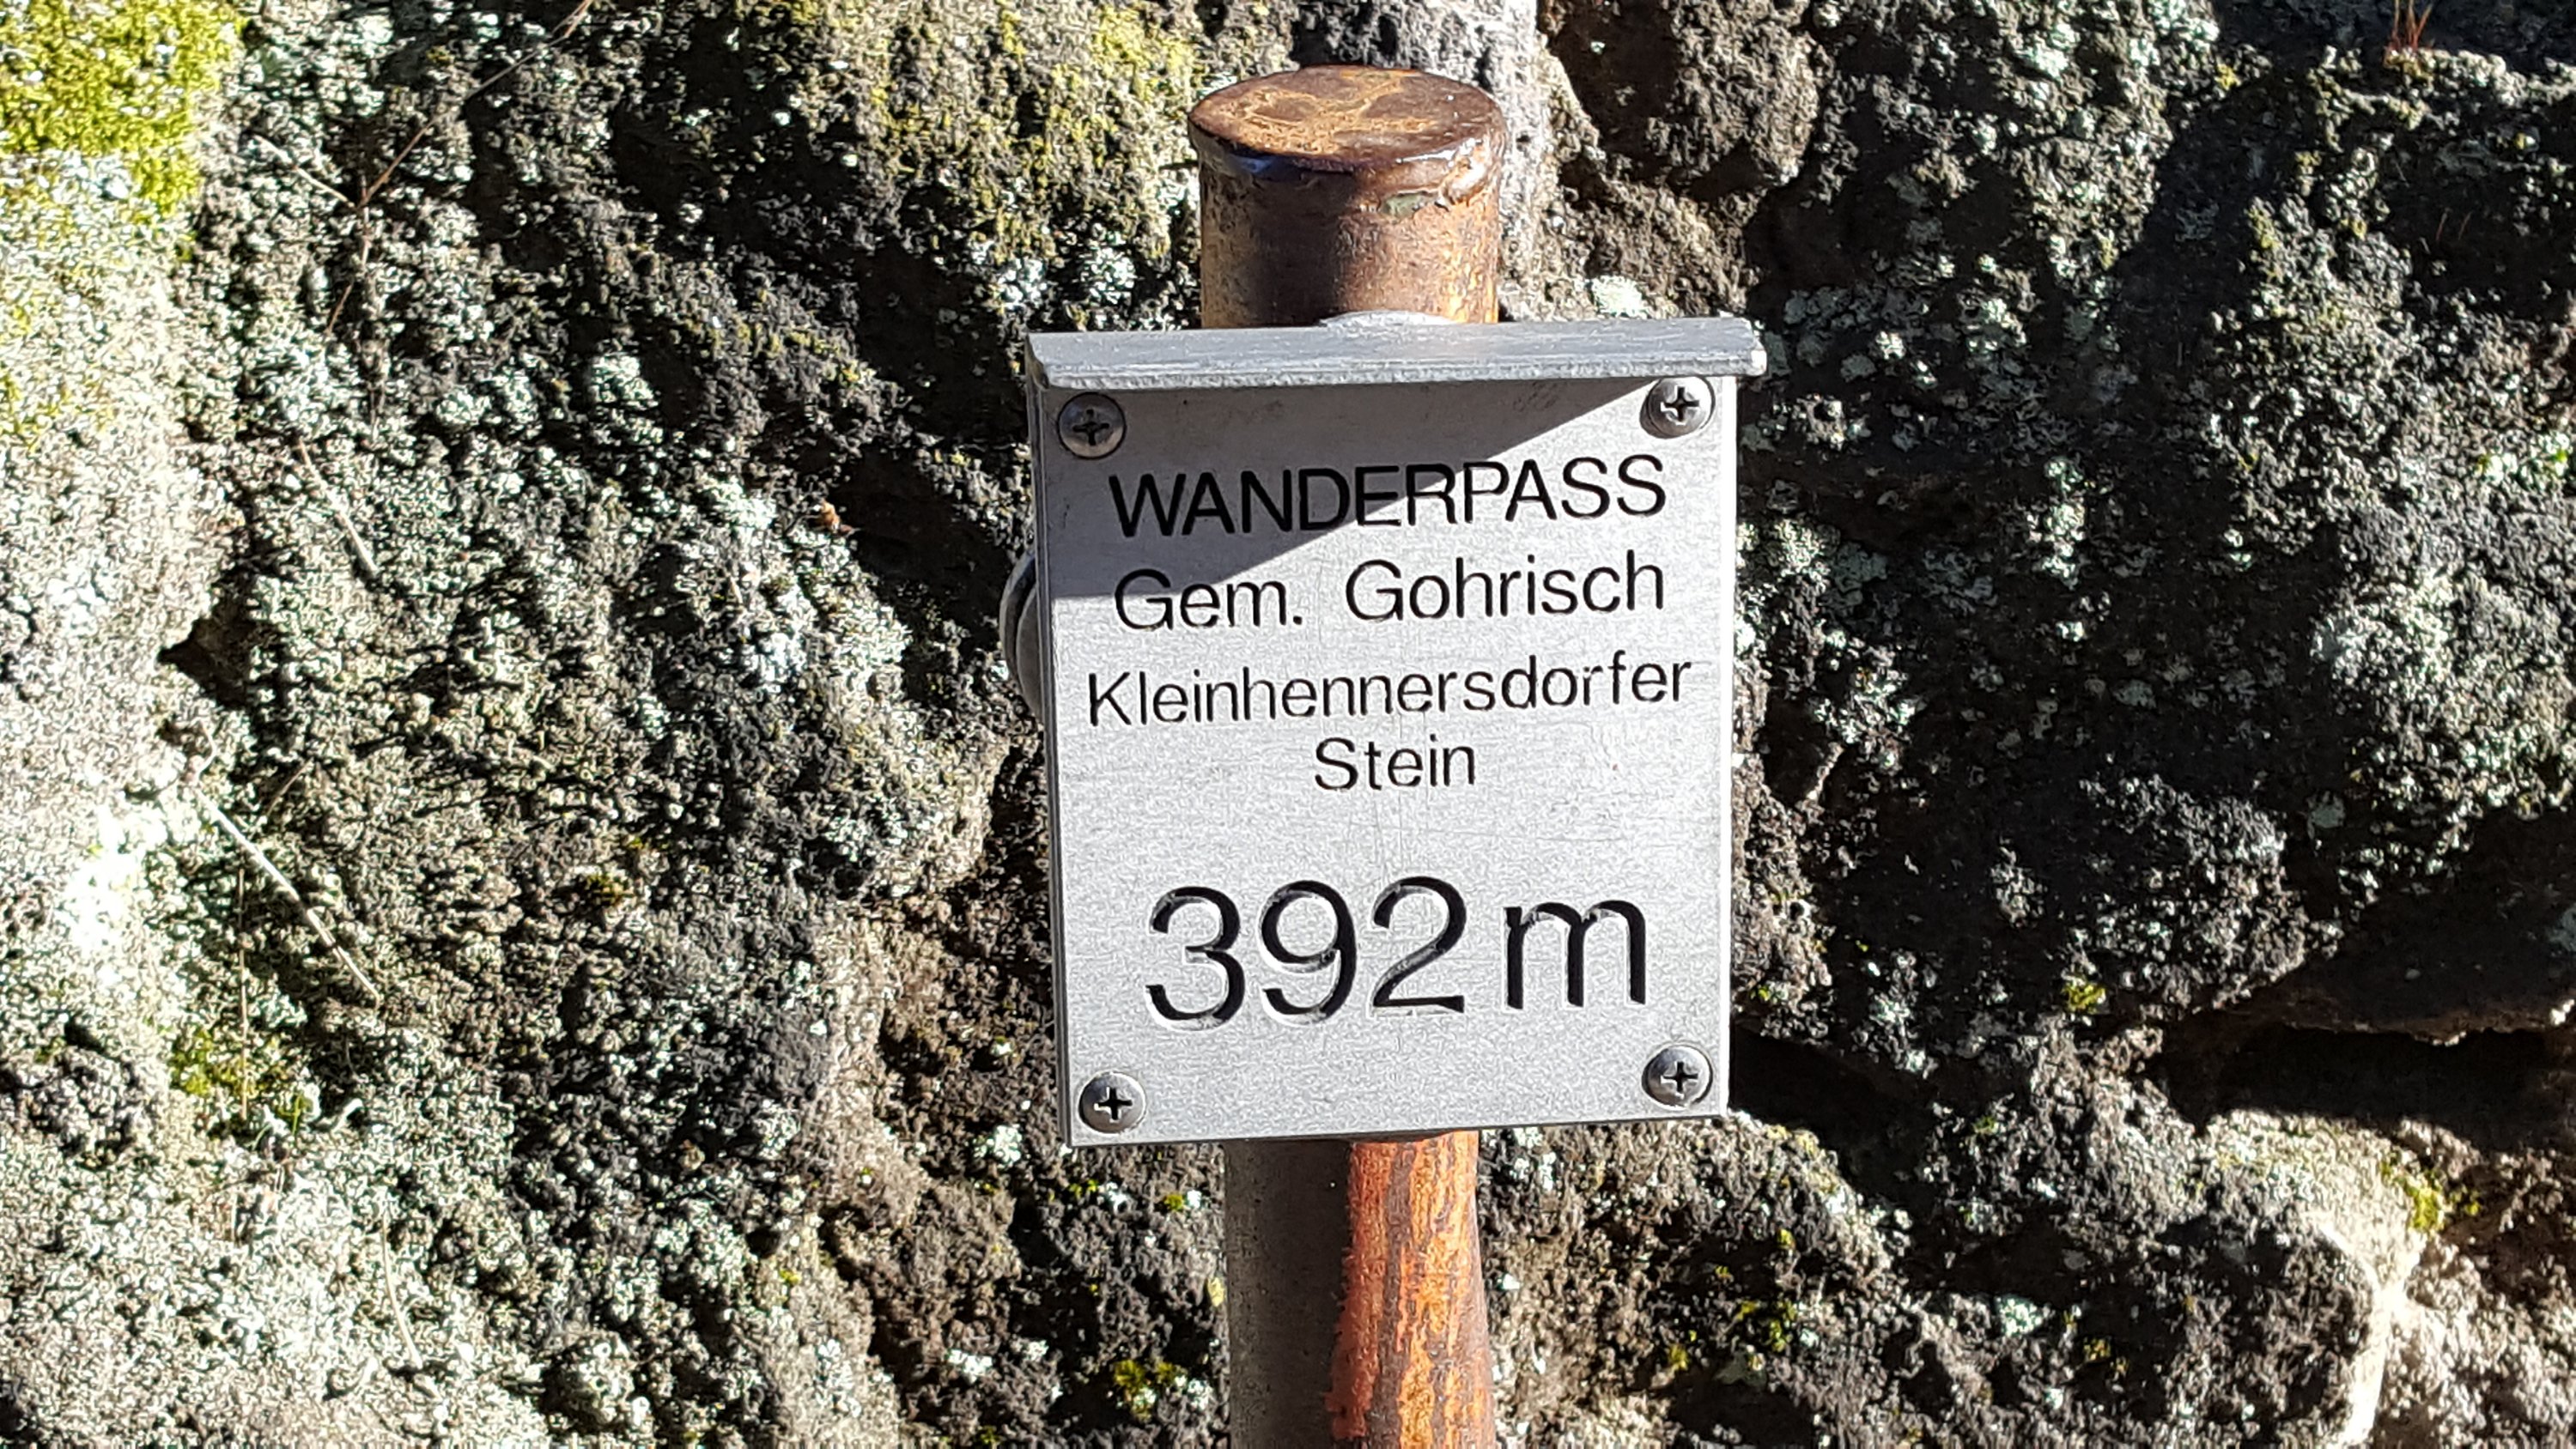 WANDERPASS
Gem. Gohrisch
Kleinhennersdorfer
Stein
392m